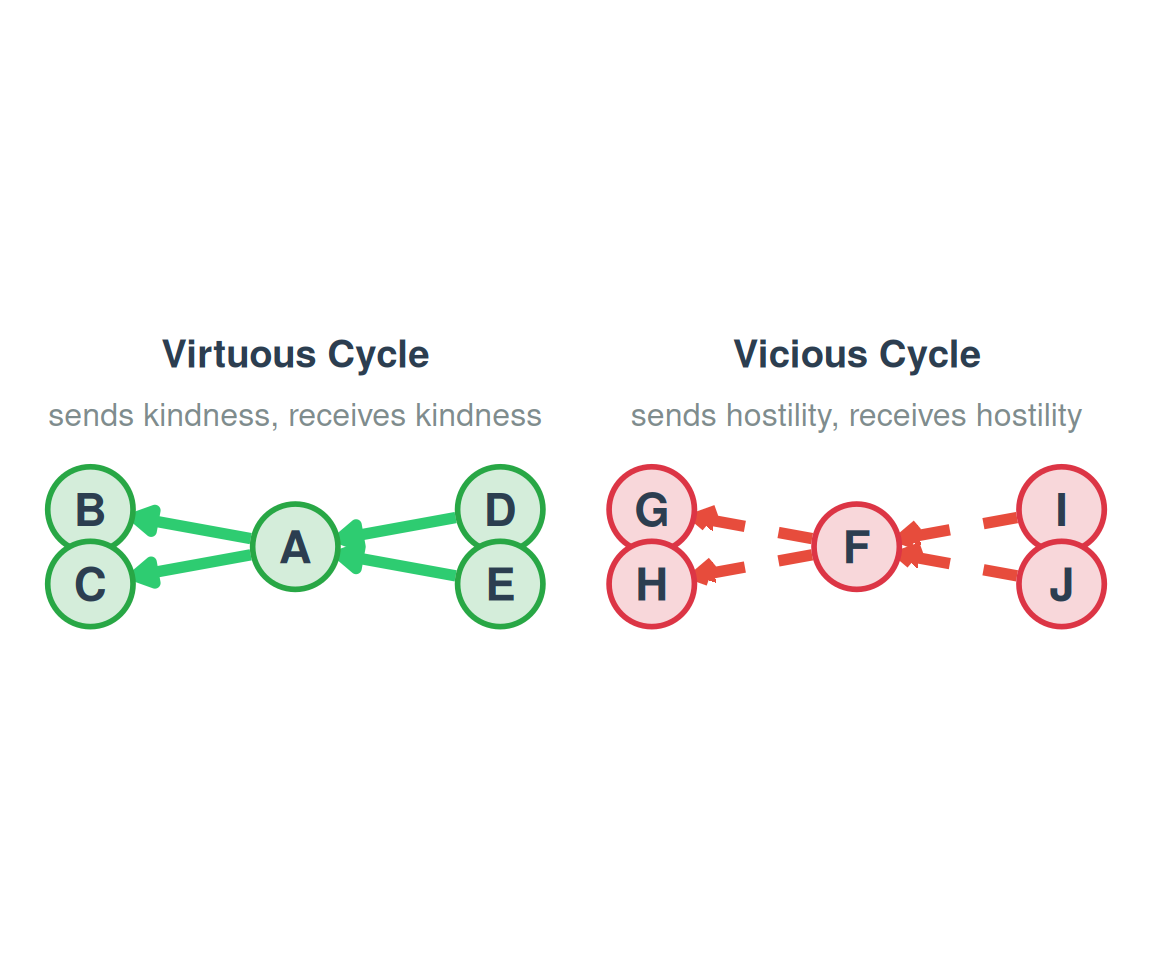 Virtuous Cycle
sends kindness, receives kindness
B
C
A
D
E
Vicious Cycle
sends hostility, receives hostility
G
H
F
I
J